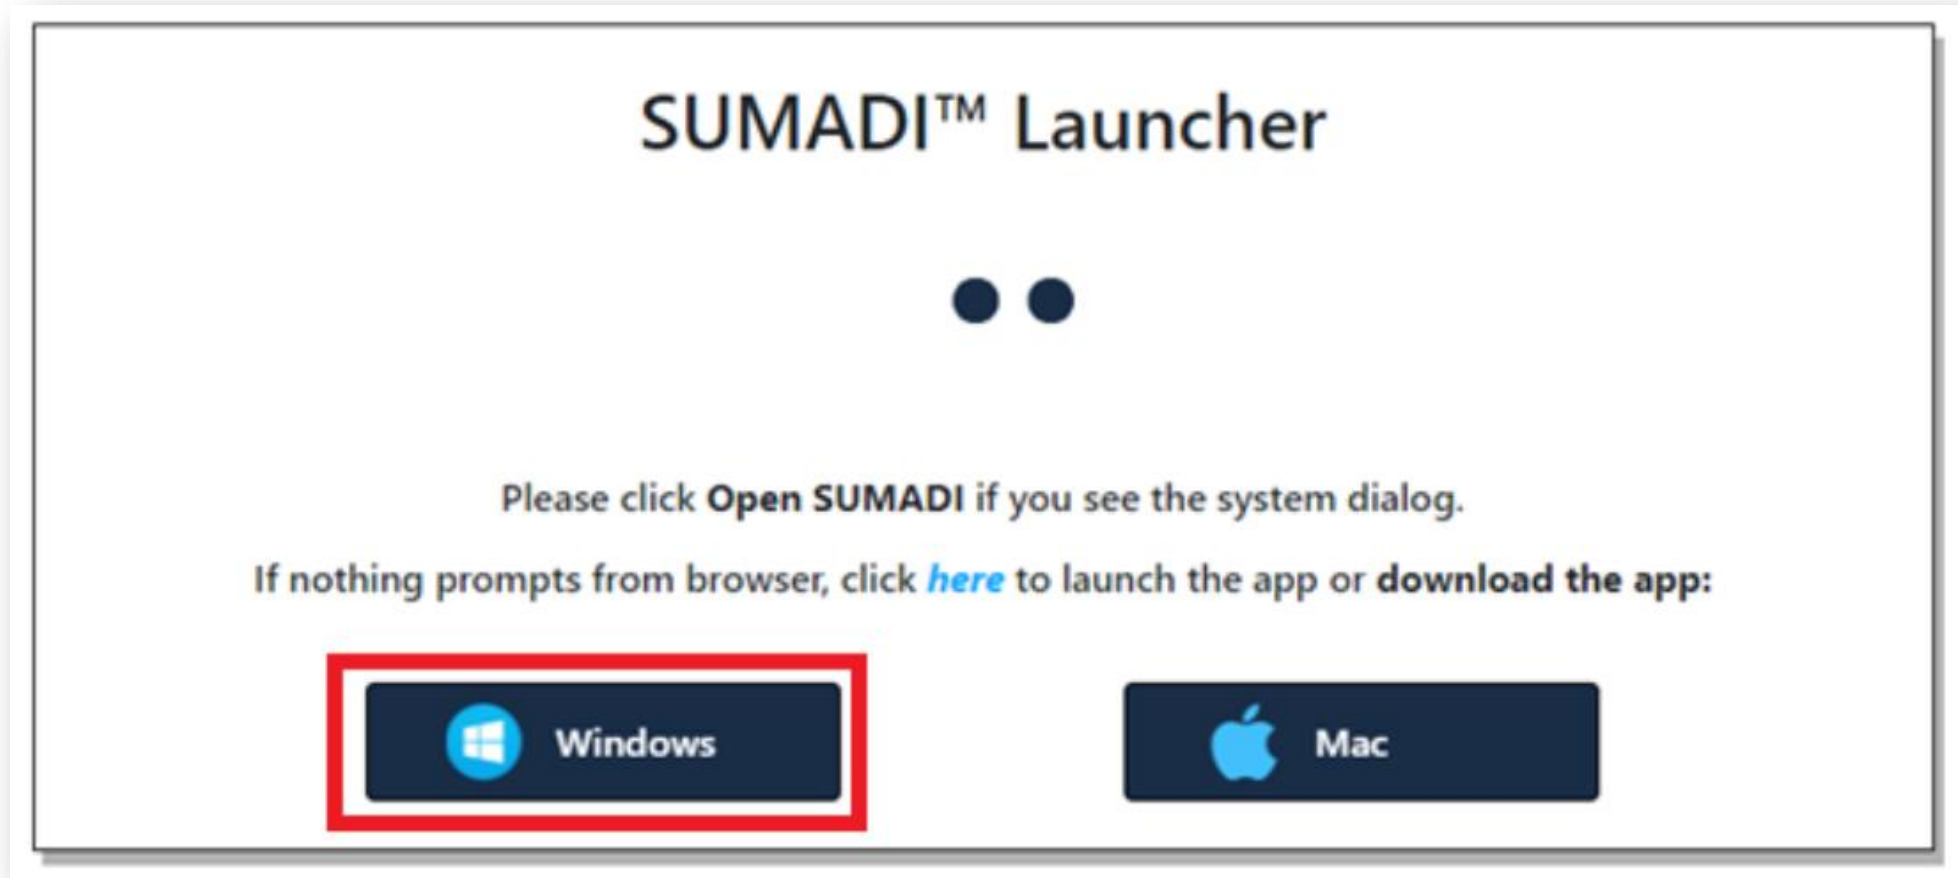 SUMADI™ Launcher
Please click Open SUMADI if you see the system dialog.
If nothing prompts from browser, click here to launch the app or download the app:
Windows
Mac